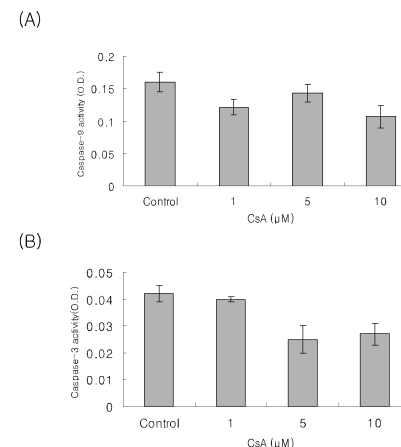 (A)
Caspase-9 activity (O.D.)
0.2
0.15
0.1
0.05
0
Control 1 5 10
CsA (μM)
(B)
Caspase-3 activity(O.D.)
0.05
0.04
0.03
0.02
0.01
0
Control 1 5 10
CsA (μM)